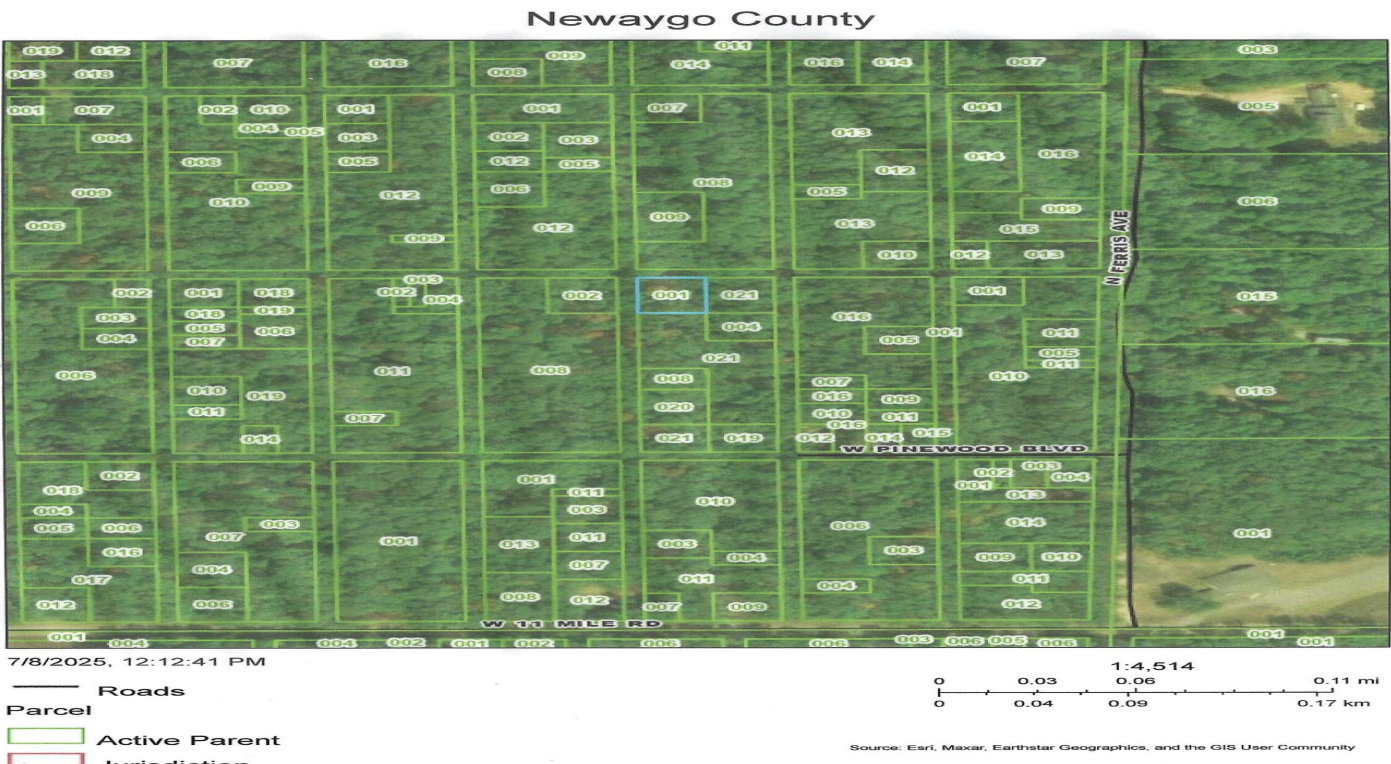 Newaygo County
019 012 009 011 003
007 016 014 016 014 007
013 018 008
005
001 007 002 010 001 001 007 001
004 004 005 003 002 003 013
006 005 012 005 012 014 016
009 009 012 006 008 005 006
010
006 012 009 013 009
009 015
010 012 013
N FERRIS AVE
003
002 001 018 002 004 002 001 021 001 015
003 018 019 016
005 006 004 001 011
004 007 005 005
021 011
006 011 008 008 007 010
010 019 016 009 016
011 007 020 010 011
016 015
014 021 019 012 014
W PINEWOOD BLVD
002 001 003
018 011 010 002 004
001
004 003 013
005 006 003 006 014
007 011
016 001 013 003 003 009 010
004 007 004
017 011 004 011
012 006 008 012 007 009 012
W 11 MILE RD
001 004 004 002 001 002 006 006 003 006 005 006 001 001
7/8/2025, 12:12:41 PM
1:4,514
0 0.03 0.06 0.11 mi
0 0.04 0.09 0.17 km
Roads
Parcel
Active Parent
Source: Esri, Maxar, Earthstar Geographics, and the GIS User Community